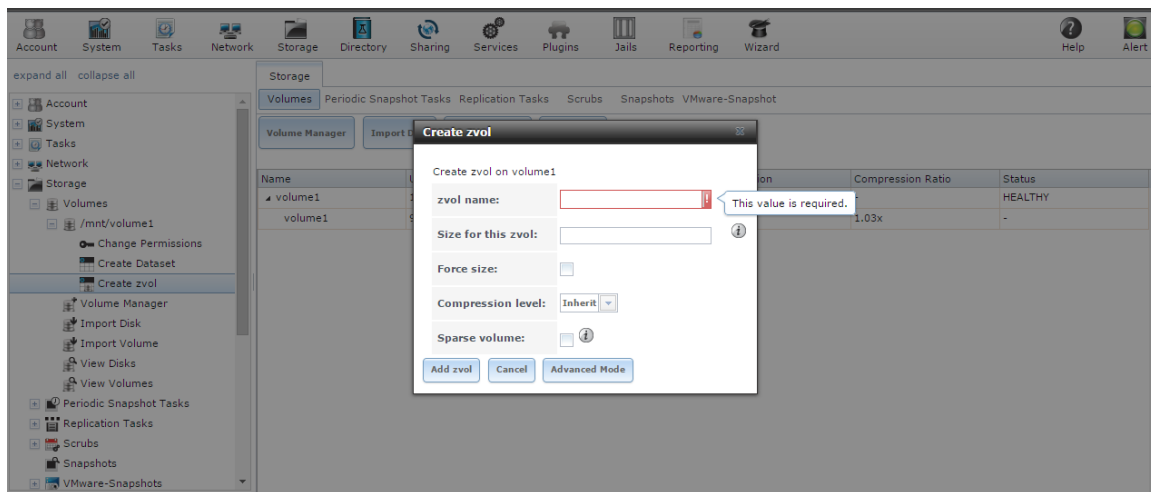 Account System Tasks Network Storage Directory Sharing Services Plugins Jails Reporting Wizard Help Alert
expand all collapse all
Account
System
Tasks
Network
Storage
Volumes
/mnt/volume1
Change Permissions
Create Dataset
Create zvol
Volume Manager
Import Disk
Import Volume
View Disks
View Volumes
Periodic Snapshot Tasks
Replication Tasks
Scrubs
Snapshots
VMware-Snapshots
Storage
Volumes Periodic Snapshot Tasks Replication Tasks Scrubs Snapshots VMware-Snapshot
Volume Manager Import
Name Compression Ratio Status
volume1 - HEALTHY
volume1 1.03x -
Create zvol
Create zvol on volume1
zvol name:
This value is required.
Size for this zvol:
Force size:
Compression level: Inherit
Sparse volume:
Add zvol Cancel Advanced Mode